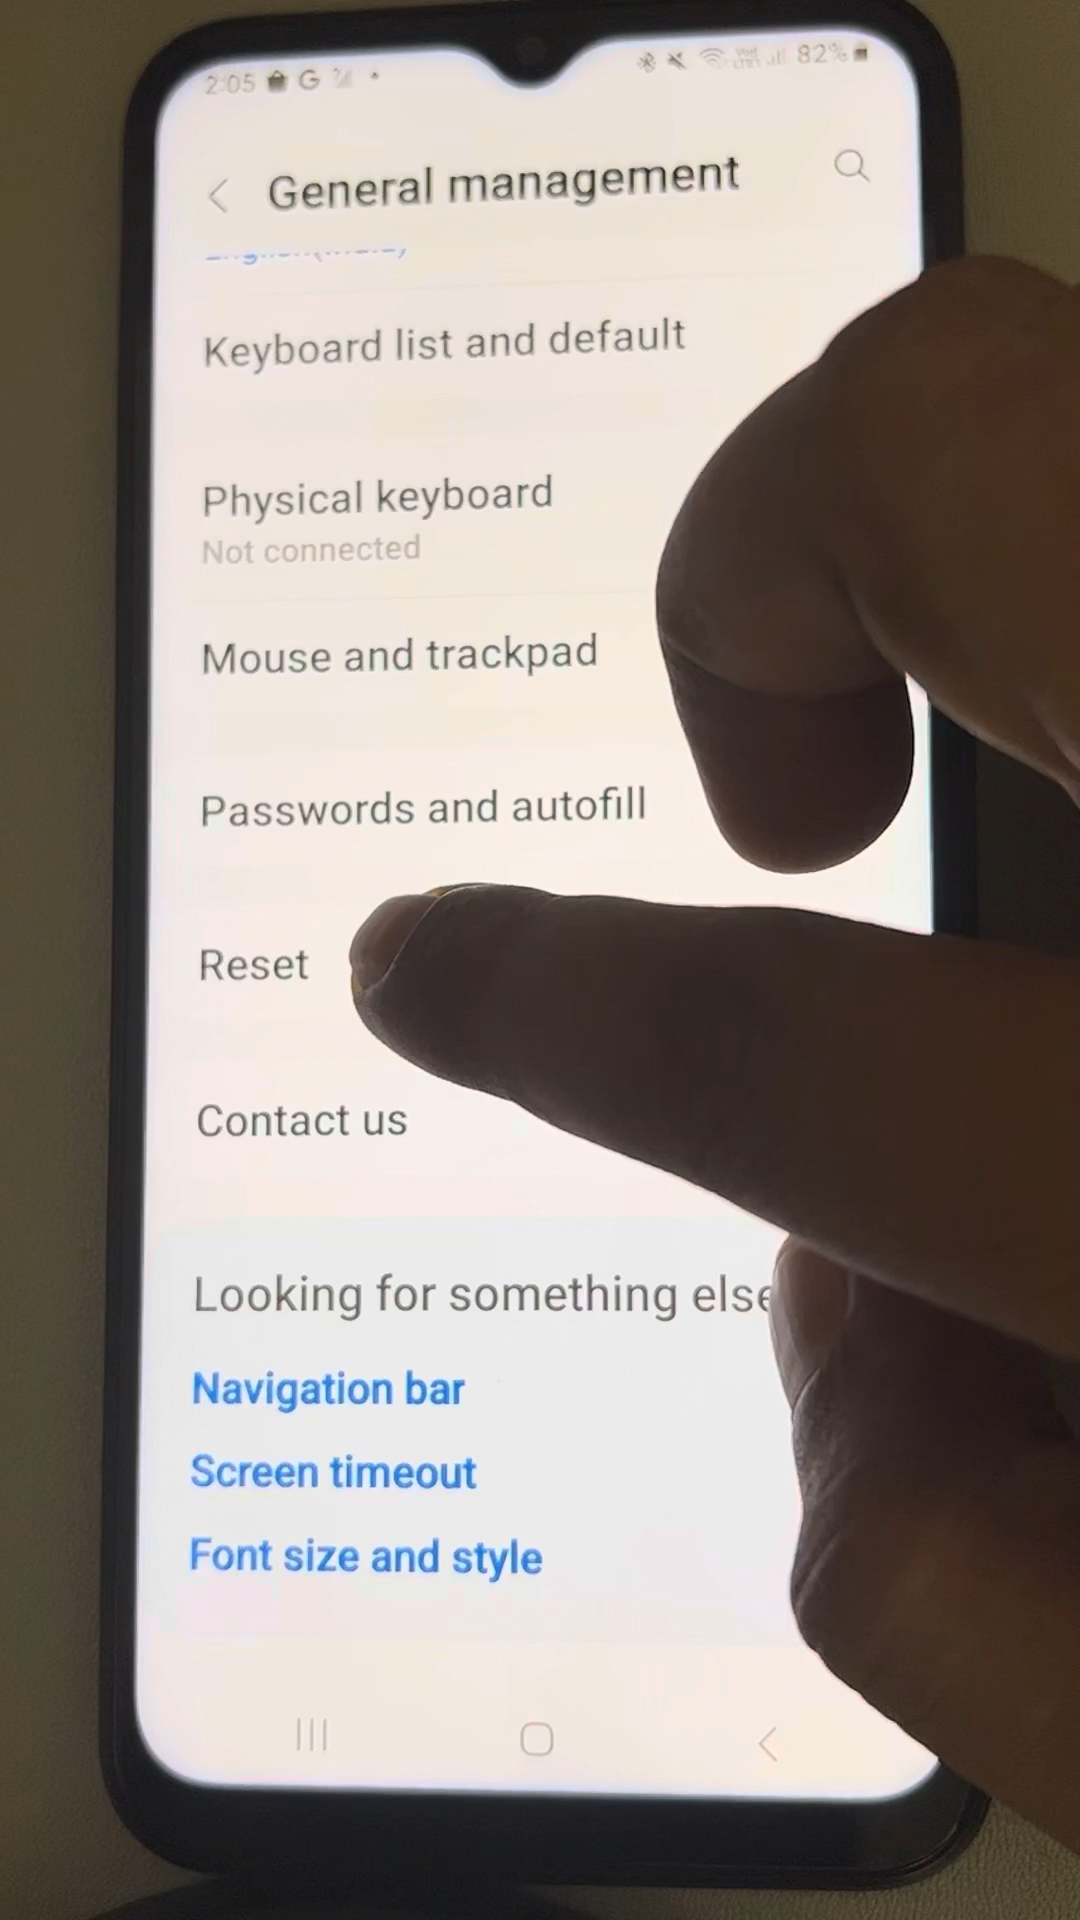 2:05 G 82%
General management
Keyboard list and default
Physical keyboard
Not connected
Mouse and trackpad
Passwords and autofill
Reset
Contact us
Looking for something else
Navigation bar
Screen timeout
Font size and style